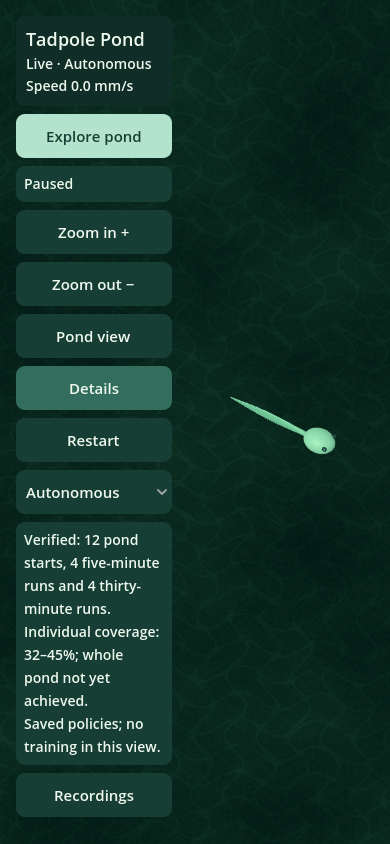 Tadpole Pond
Live · Autonomous
Speed 0.0 mm/s
Explore pond
Paused
Zoom in +
Zoom out −
Pond view
Details
Restart
Autonomous
Verified: 12 pond
starts, 4 five-minute
runs and 4 thirty-
minute runs.
Individual coverage:
32–45%; whole
pond not yet
achieved.
Saved policies; no
training in this view.
Recordings